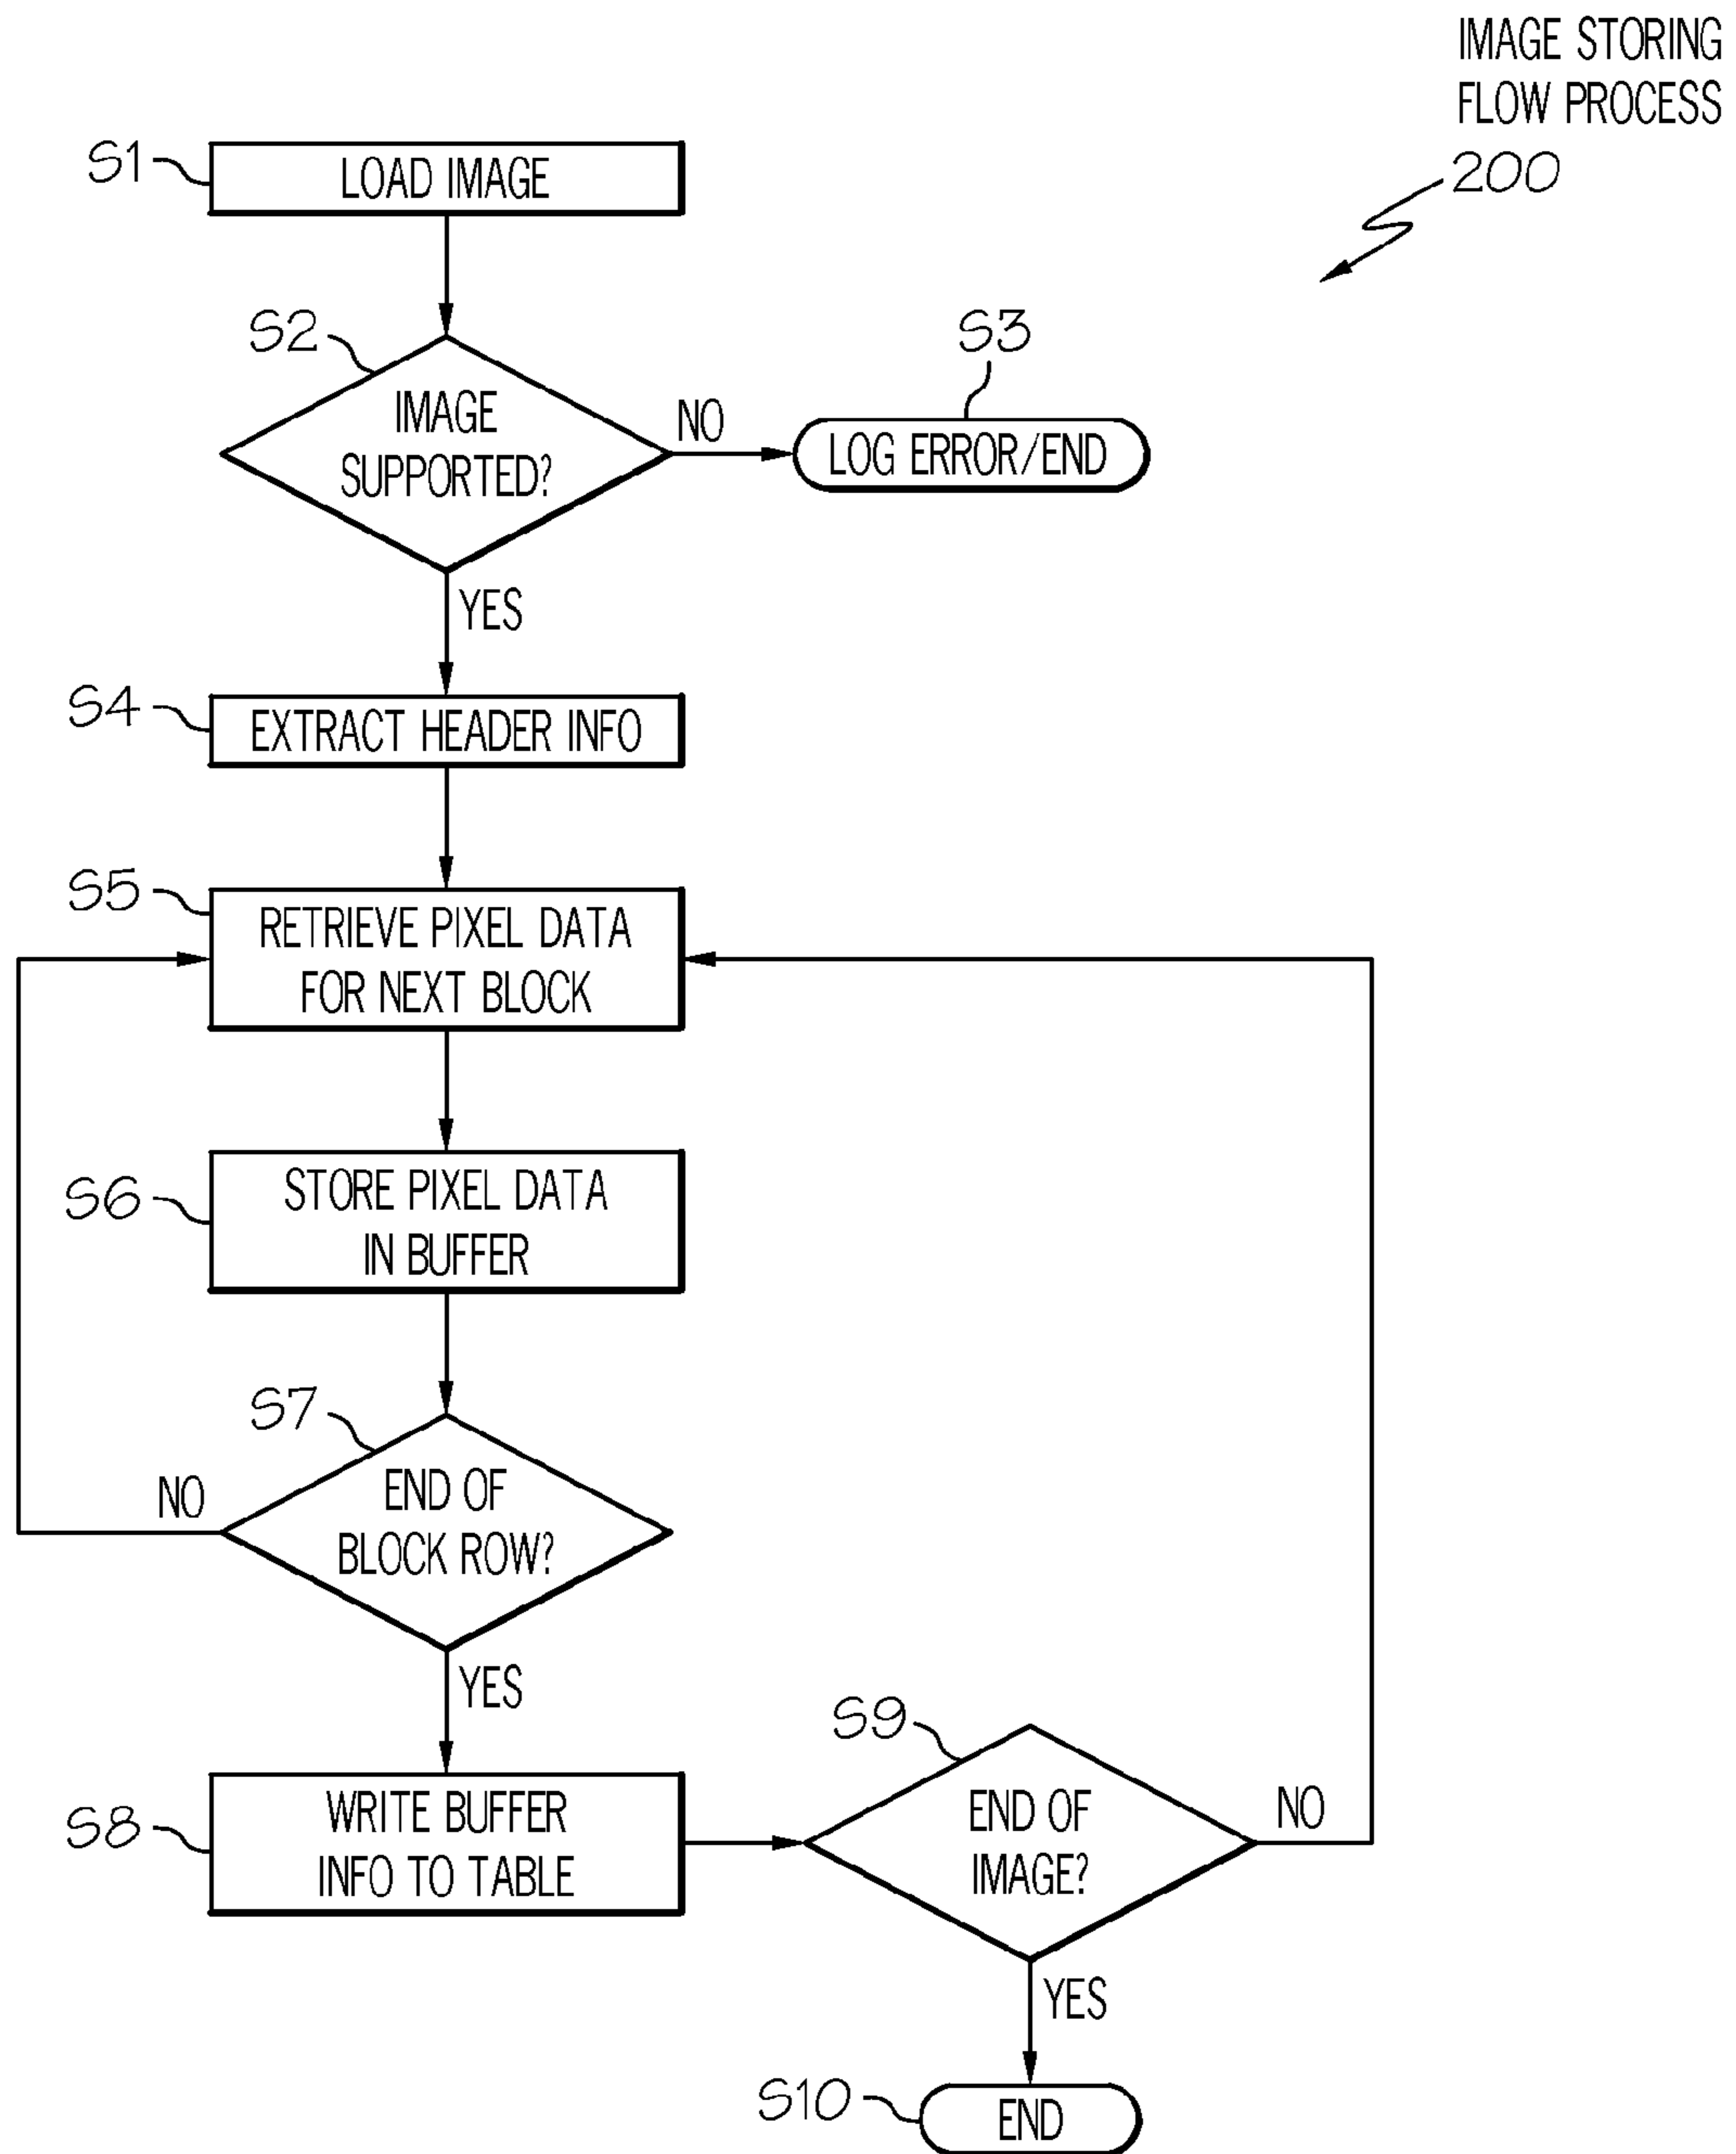 IMAGE STORING
FLOW PROCESS
200
S1
LOAD IMAGE
S2
IMAGE
SUPPORTED?
NO
S3
LOG ERROR/END
YES
S4
EXTRACT HEADER INFO
S5
RETRIEVE PIXEL DATA
FOR NEXT BLOCK
S6
STORE PIXEL DATA
IN BUFFER
S7
END OF
BLOCK ROW?
NO
YES
S8
WRITE BUFFER
INFO TO TABLE
S9
END OF
IMAGE?
NO
YES
S10
END